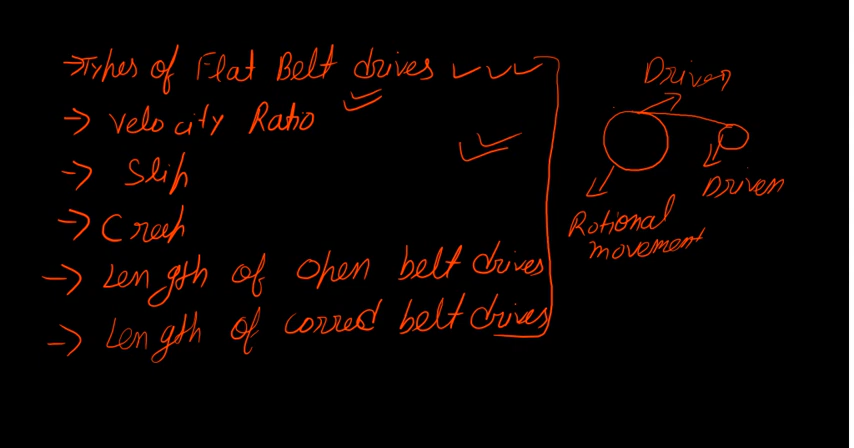 → Types of Flat Belt drives
→ Velocity Ratio
→ Slip
→ Creep
→ Length of open belt drives
→ Length of corred belt drives
Driven
Driven
Rotional
movement